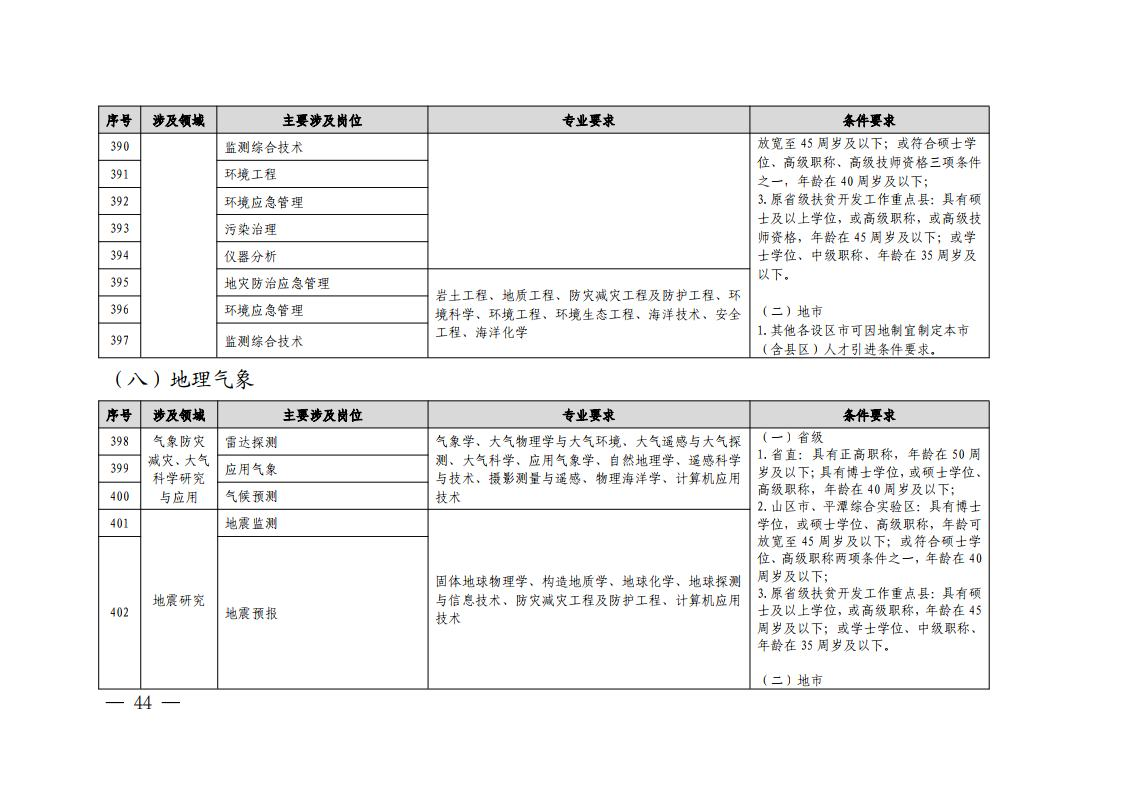 序号 涉及领域 主要涉及岗位 专业要求 条件要求
390 监测综合技术
391 环境工程
392 环境应急管理
393 污染治理
394 仪器分析
395 地灾防治应急管理
396 环境应急管理
397 监测综合技术
岩土工程、地质工程、防灾减灾工程及防护工程、环
境科学、环境工程、环境生态工程、海洋技术、安全
工程、海洋化学
放宽至 45 周岁及以下；或符合硕士学
位、高级职称、高级技师资格三项条件
之一，年龄在 40 周岁及以下；
3. 原省级扶贫开发工作重点县：具有硕
士及以上学位，或高级职称，或高级技
师资格，年龄在 45 周岁及以下；或学
士学位、中级职称、年龄在 35 周岁及
以下。
（二）地市
1. 其他各设区市可因地制宜制定本市
（含县区）人才引进条件要求。
（八）地理气象
序号 涉及领域 主要涉及岗位 专业要求 条件要求
398 雷达探测
399 应用气象
400 气候预测
气象防灾
减灾、大气
科学研究
与应用
气象学、大气物理学与大气环境、大气遥感与大气探
测、大气科学、应用气象学、自然地理学、遥感科学
与技术、摄影测量与遥感、物理海洋学、计算机应用
技术
401 地震监测
402 地震预报
地震研究
固体地球物理学、构造地质学、地球化学、地球探测
与信息技术、防灾减灾工程及防护工程、计算机应用
技术
（一）省级
1. 省直：具有正高职称，年龄在 50 周
岁及以下；具有博士学位，或硕士学位、
高级职称，年龄在 40 周岁及以下；
2. 山区市、平潭综合实验区：具有博士
学位，或硕士学位、高级职称，年龄可
放宽至 45 周岁及以下；或符合硕士学
位、高级职称两项条件之一，年龄在 40
周岁及以下；
3. 原省级扶贫开发工作重点县：具有硕
士及以上学位，或高级职称，年龄在 45
周岁及以下；或学士学位、中级职称、
年龄在 35 周岁及以下。
（二）地市
— 44 —